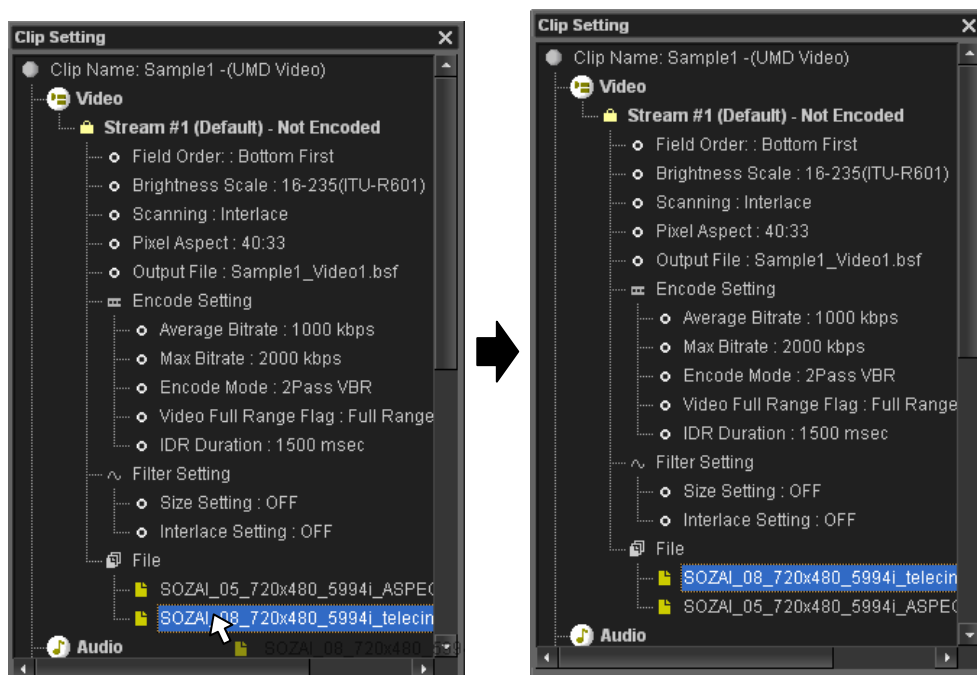 Clip Setting
Clip Name: Sample1 -(UMD Video)
Video
Stream #1 (Default) - Not Encoded
Field Order: : Bottom First
Brightness Scale : 16-235(ITU-R601)
Scanning : Interlace
Pixel Aspect : 40:33
Output File : Sample1_Video1.bsf
Encode Setting
Average Bitrate : 1000 kbps
Max Bitrate : 2000 kbps
Encode Mode : 2Pass VBR
Video Full Range Flag : Full Range
IDR Duration : 1500 msec
Filter Setting
Size Setting : OFF
Interlace Setting : OFF
File
SOZAI_05_720x480_5994i_ASPEC
SOZAI_08_720x480_5994i_telecin
Audio
SOZAI_08_720x480_599
Clip Setting
Clip Name: Sample1 -(UMD Video)
Video
Stream #1 (Default) - Not Encoded
Field Order: : Bottom First
Brightness Scale : 16-235(ITU-R601)
Scanning : Interlace
Pixel Aspect : 40:33
Output File : Sample1_Video1.bsf
Encode Setting
Average Bitrate : 1000 kbps
Max Bitrate : 2000 kbps
Encode Mode : 2Pass VBR
Video Full Range Flag : Full Range
IDR Duration : 1500 msec
Filter Setting
Size Setting : OFF
Interlace Setting : OFF
File
SOZAI_08_720x480_5994i_telecin
SOZAI_05_720x480_5994i_ASPEC
Audio